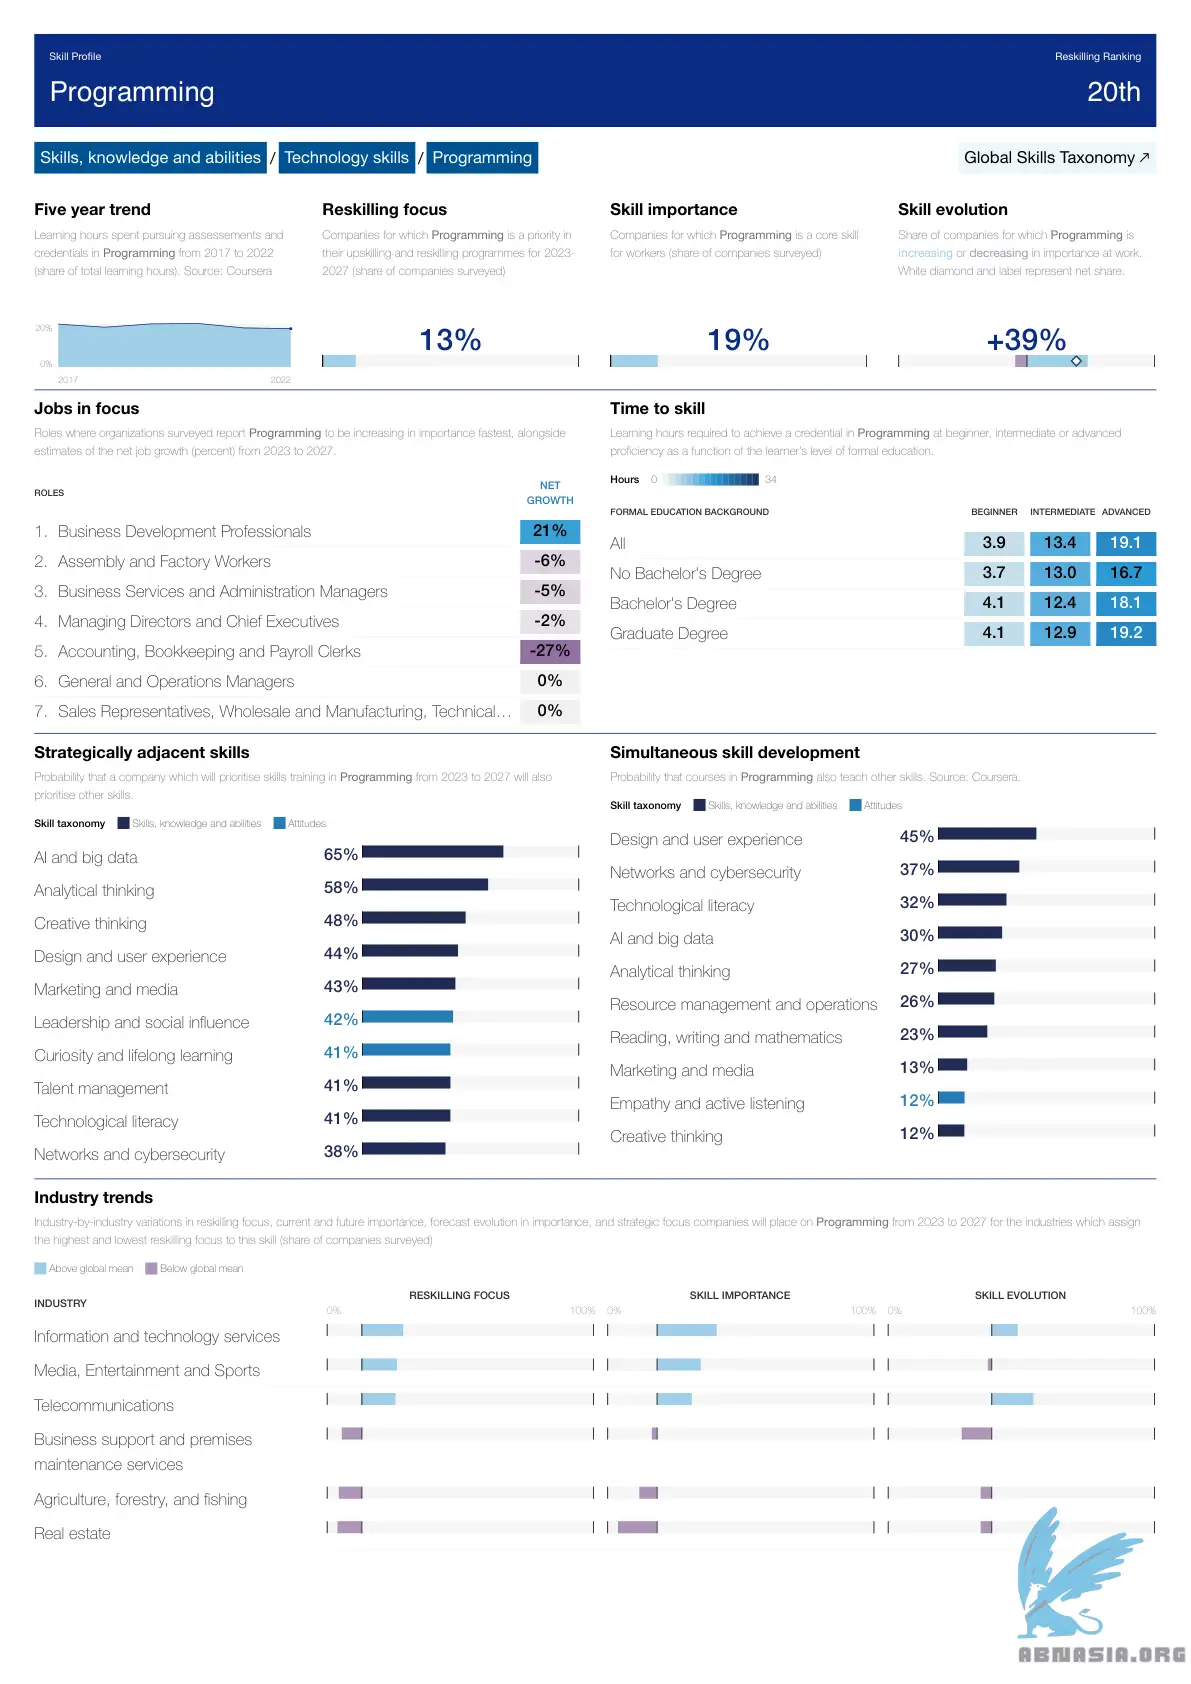 Skill Profile
Reskilling Ranking
Programming
20th
Skills, knowledge and abilities / Technology skills / Programming
Global Skills Taxonomy ↗
Five year trend
Learning hours spent pursuing assessements and
credentials in Programming from 2017 to 2022
(share of total learning hours). Source: Coursera
20%
0%
2017
2022
Reskilling focus
Companies for which Programming is a priority in
their upskilling and reskilling programmes for 2023-
2027 (share of companies surveyed)
13%
Skill importance
Companies for which Programming is a core skill
for workers (share of companies surveyed)
19%
Skill evolution
Share of companies for which Programming is
increasing or decreasing in importance at work.
White diamond and label represent net share.
+39%
Jobs in focus
Roles where organizations surveyed report Programming to be increasing in importance fastest, alongside
estimates of the net job growth (percent) from 2023 to 2027.
ROLES
NET
GROWTH
1. Business Development Professionals 21%
2. Assembly and Factory Workers -6%
3. Business Services and Administration Managers -5%
4. Managing Directors and Chief Executives -2%
5. Accounting, Bookkeeping and Payroll Clerks -27%
6. General and Operations Managers 0%
7. Sales Representatives, Wholesale and Manufacturing, Technical... 0%
Time to skill
Learning hours required to achieve a credential in Programming at beginner, intermediate or advanced
proficiency as a function of the learner's level of formal education.
Hours 0 34
FORMAL EDUCATION BACKGROUND BEGINNER INTERMEDIATE ADVANCED
All 3.9 13.4 19.1
No Bachelor's Degree 3.7 13.0 16.7
Bachelor's Degree 4.1 12.4 18.1
Graduate Degree 4.1 12.9 19.2
Strategically adjacent skills
Probability that a company which will prioritise skills training in Programming from 2023 to 2027 will also
prioritise other skills.
Skill taxonomy Skills, knowledge and abilities Attitudes
AI and big data 65%
Analytical thinking 58%
Creative thinking 48%
Design and user experience 44%
Marketing and media 43%
Leadership and social influence 42%
Curiosity and lifelong learning 41%
Talent management 41%
Technological literacy 41%
Networks and cybersecurity 38%
Simultaneous skill development
Probability that courses in Programming also teach other skills. Source: Coursera.
Skill taxonomy Skills, knowledge and abilities Attitudes
Design and user experience 45%
Networks and cybersecurity 37%
Technological literacy 32%
AI and big data 30%
Analytical thinking 27%
Resource management and operations 26%
Reading, writing and mathematics 23%
Marketing and media 13%
Empathy and active listening 12%
Creative thinking 12%
Industry trends
Industry-by-industry variations in reskilling focus, current and future importance, forecast evolution in importance, and strategic focus companies will place on Programming from 2023 to 2027 for the industries which assign
the highest and lowest reskilling focus to this skill (share of companies surveyed)
Above global mean Below global mean
INDUSTRY
RESKILLING FOCUS SKILL IMPORTANCE SKILL EVOLUTION
0% 100% 0% 100% 0% 100%
Information and technology services
Media, Entertainment and Sports
Telecommunications
Business support and premises
maintenance services
Agriculture, forestry, and fishing
Real estate
ABNASIA.ORG